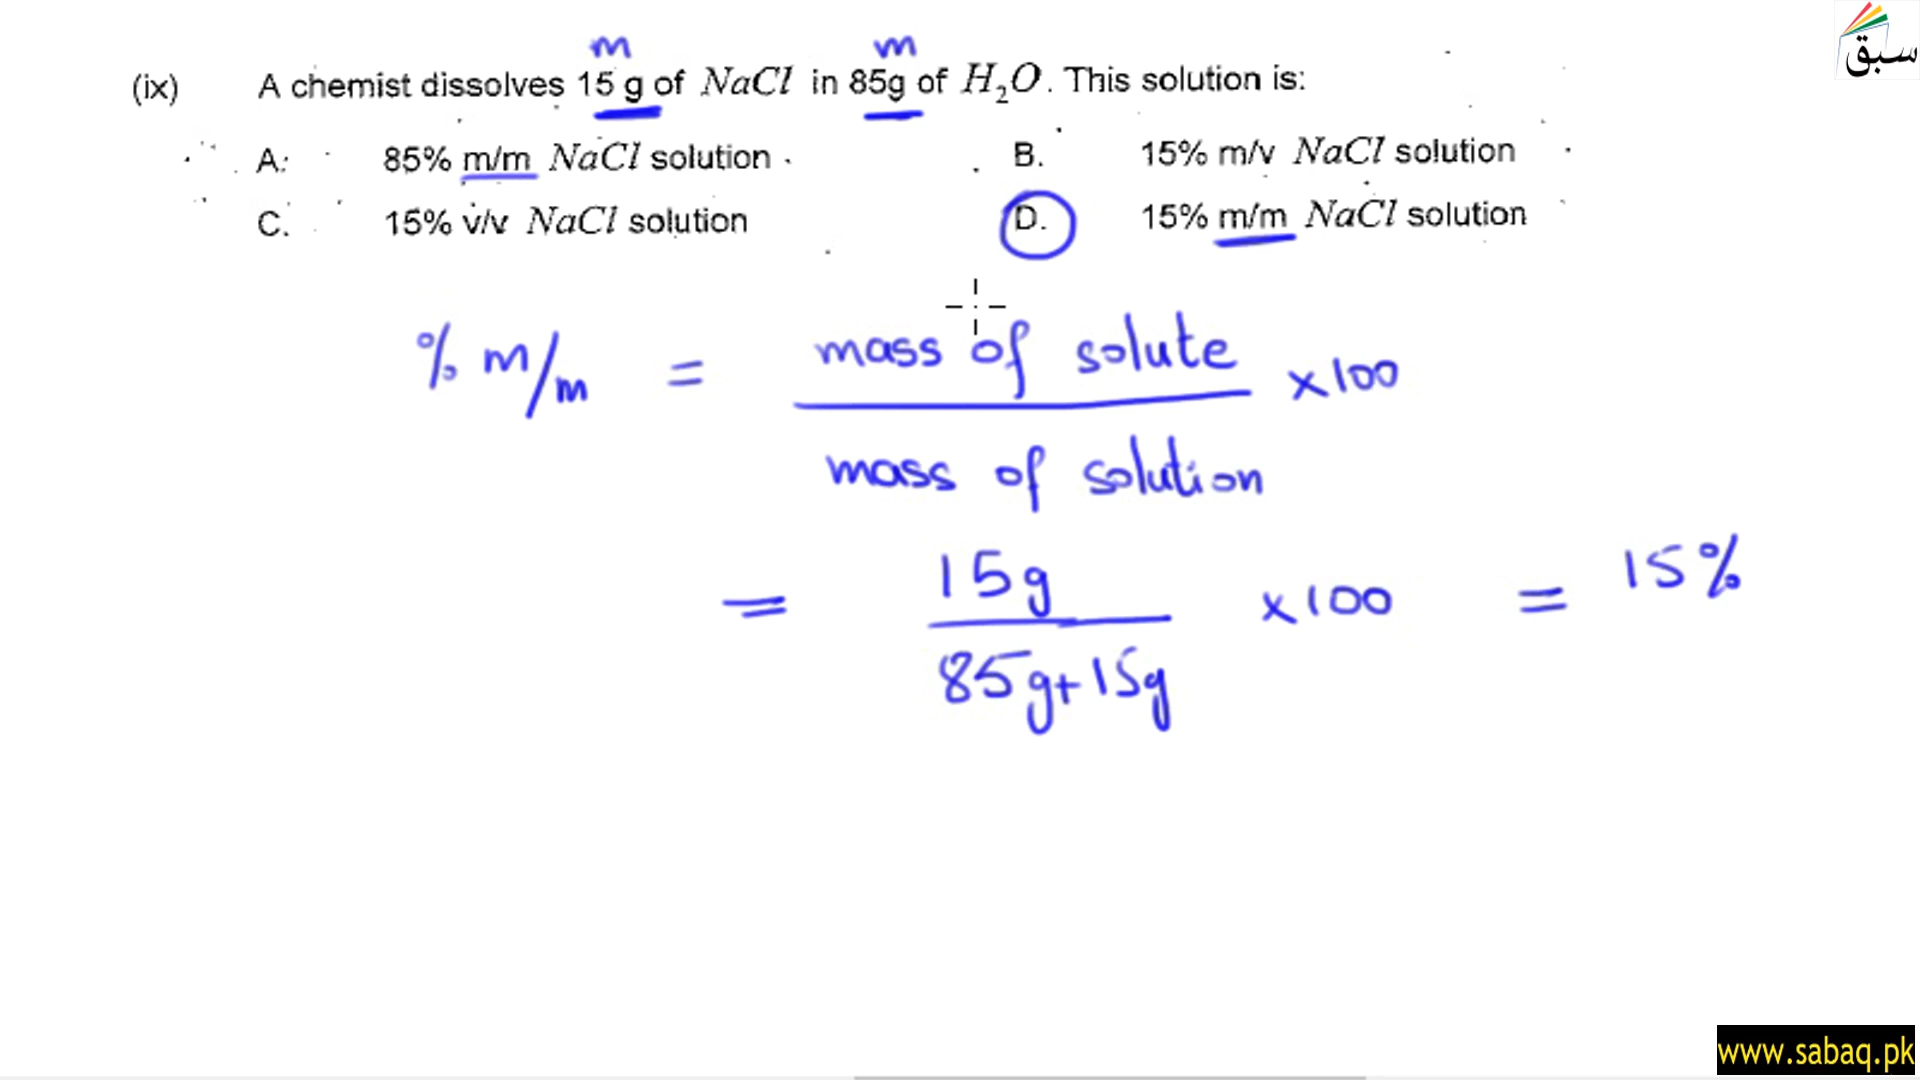 سبق
m m
(ix) A chemist dissolves 15 g of NaCl in 85g of H₂O. This solution is:
A. 85% m/m NaCl solution B. 15% m/v NaCl solution
C. 15% v/v NaCl solution D. 15% m/m NaCl solution
% m/m = mass of solute / mass of solution ×100
= 15g / 85g+15g ×100 = 15%
www.sabaq.pk